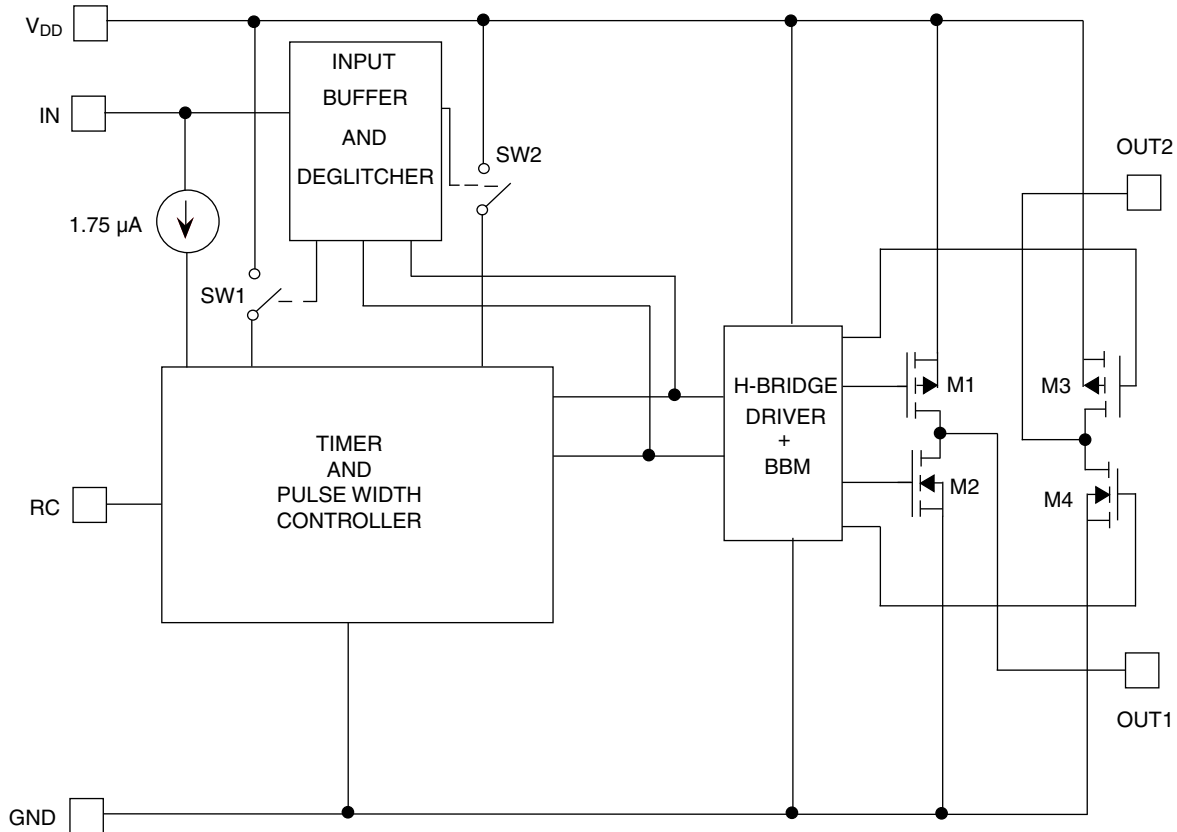 VDD
IN
INPUT
BUFFER
AND
DEGLITCHER
SW2
OUT2
1.75 µA
SW1
H-BRIDGE
DRIVER
+
BBM
M1
M3
M2
M4
TIMER
AND
PULSE WIDTH
CONTROLLER
RC
OUT1
GND